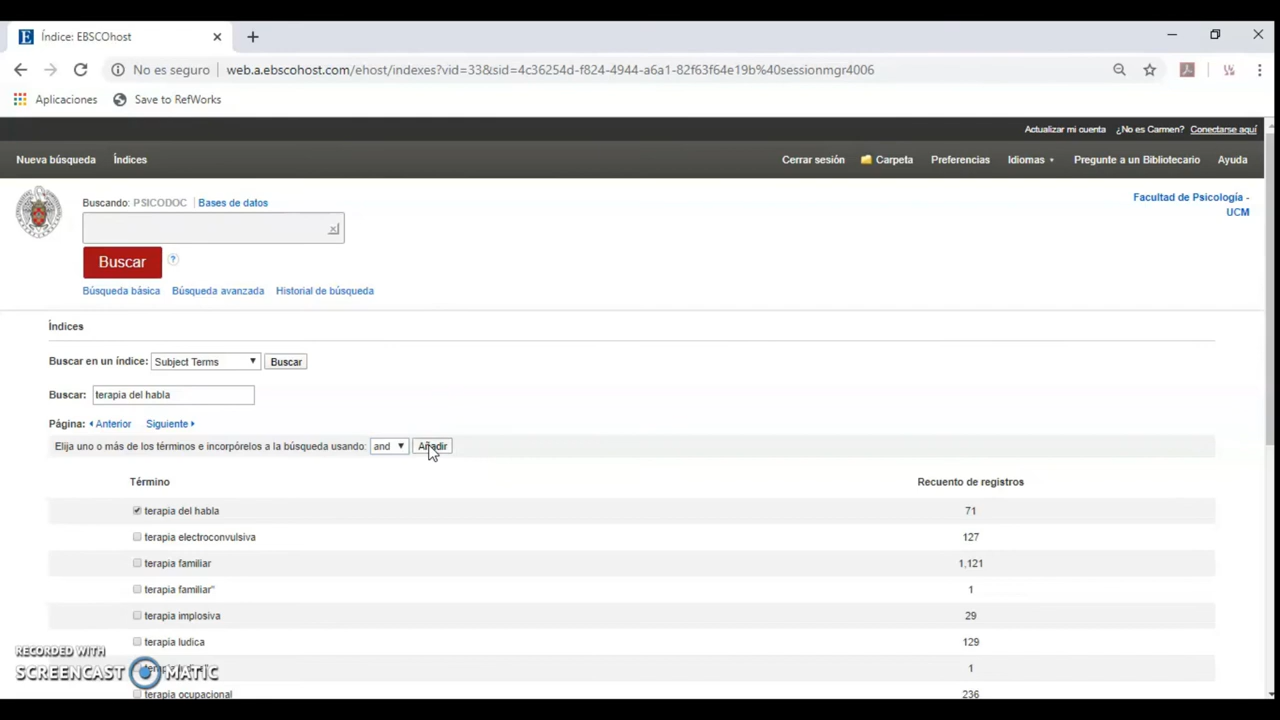 Índice: EBSCOhost
No es seguro web.a.ebscohost.com/ehost/indexes?vid=33&sid=4c36254d-f824-4944-a6a1-82f63f64e19b%40sessionmgr4006
Aplicaciones Save to RefWorks
Actualizar mi cuenta ¿No es Carmen? Conectarse aquí
Nueva búsqueda Índices Cerrar sesión Carpeta Preferencias Idiomas Pregunte a un Bibliotecario Ayuda
Buscando: PSICODOC Bases de datos
Facultad de Psicología -
UCM
Buscar ?
Búsqueda básica Búsqueda avanzada Historial de búsqueda
Índices
Buscar en un índice: Subject Terms Buscar
Buscar: terapia del habla
Página: Anterior Siguiente
Elija uno o más de los términos e incorpórelos a la búsqueda usando: and Añadir
Término Recuento de registros
terapia del habla 71
terapia electroconvulsiva 127
terapia familiar 1,121
terapia familiar" 1
terapia implosiva 29
terapia ludica 129
RECORDED WITH
1
SCREENCAST MATIC
terapia ocupacional 236